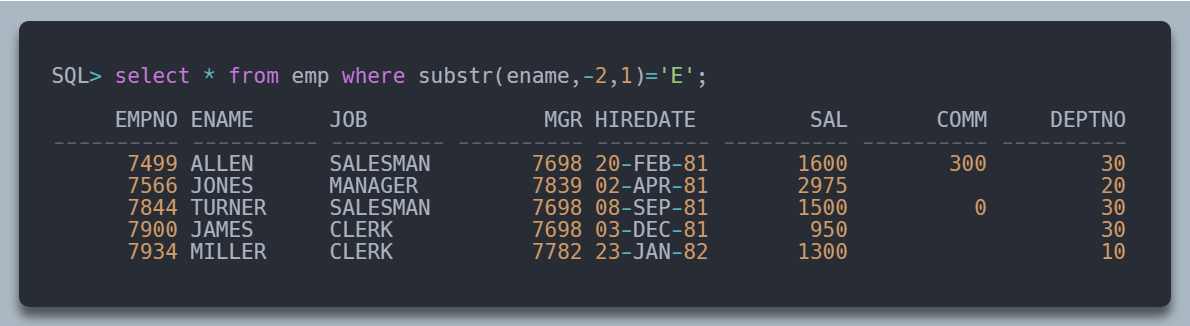 SQL> select * from emp where substr(ename,-2,1)='E';
     EMPNO ENAME      JOB              MGR HIREDATE         SAL       COMM     DEPTNO
---------- ---------- --------- ---------- --------- ---------- ---------- ----------
      7499 ALLEN      SALESMAN        7698 20-FEB-81       1600        300         30
      7566 JONES      MANAGER         7839 02-APR-81       2975                    20
      7844 TURNER     SALESMAN        7698 08-SEP-81       1500          0         30
      7900 JAMES      CLERK           7698 03-DEC-81        950                    30
      7934 MILLER     CLERK           7782 23-JAN-82       1300                    10